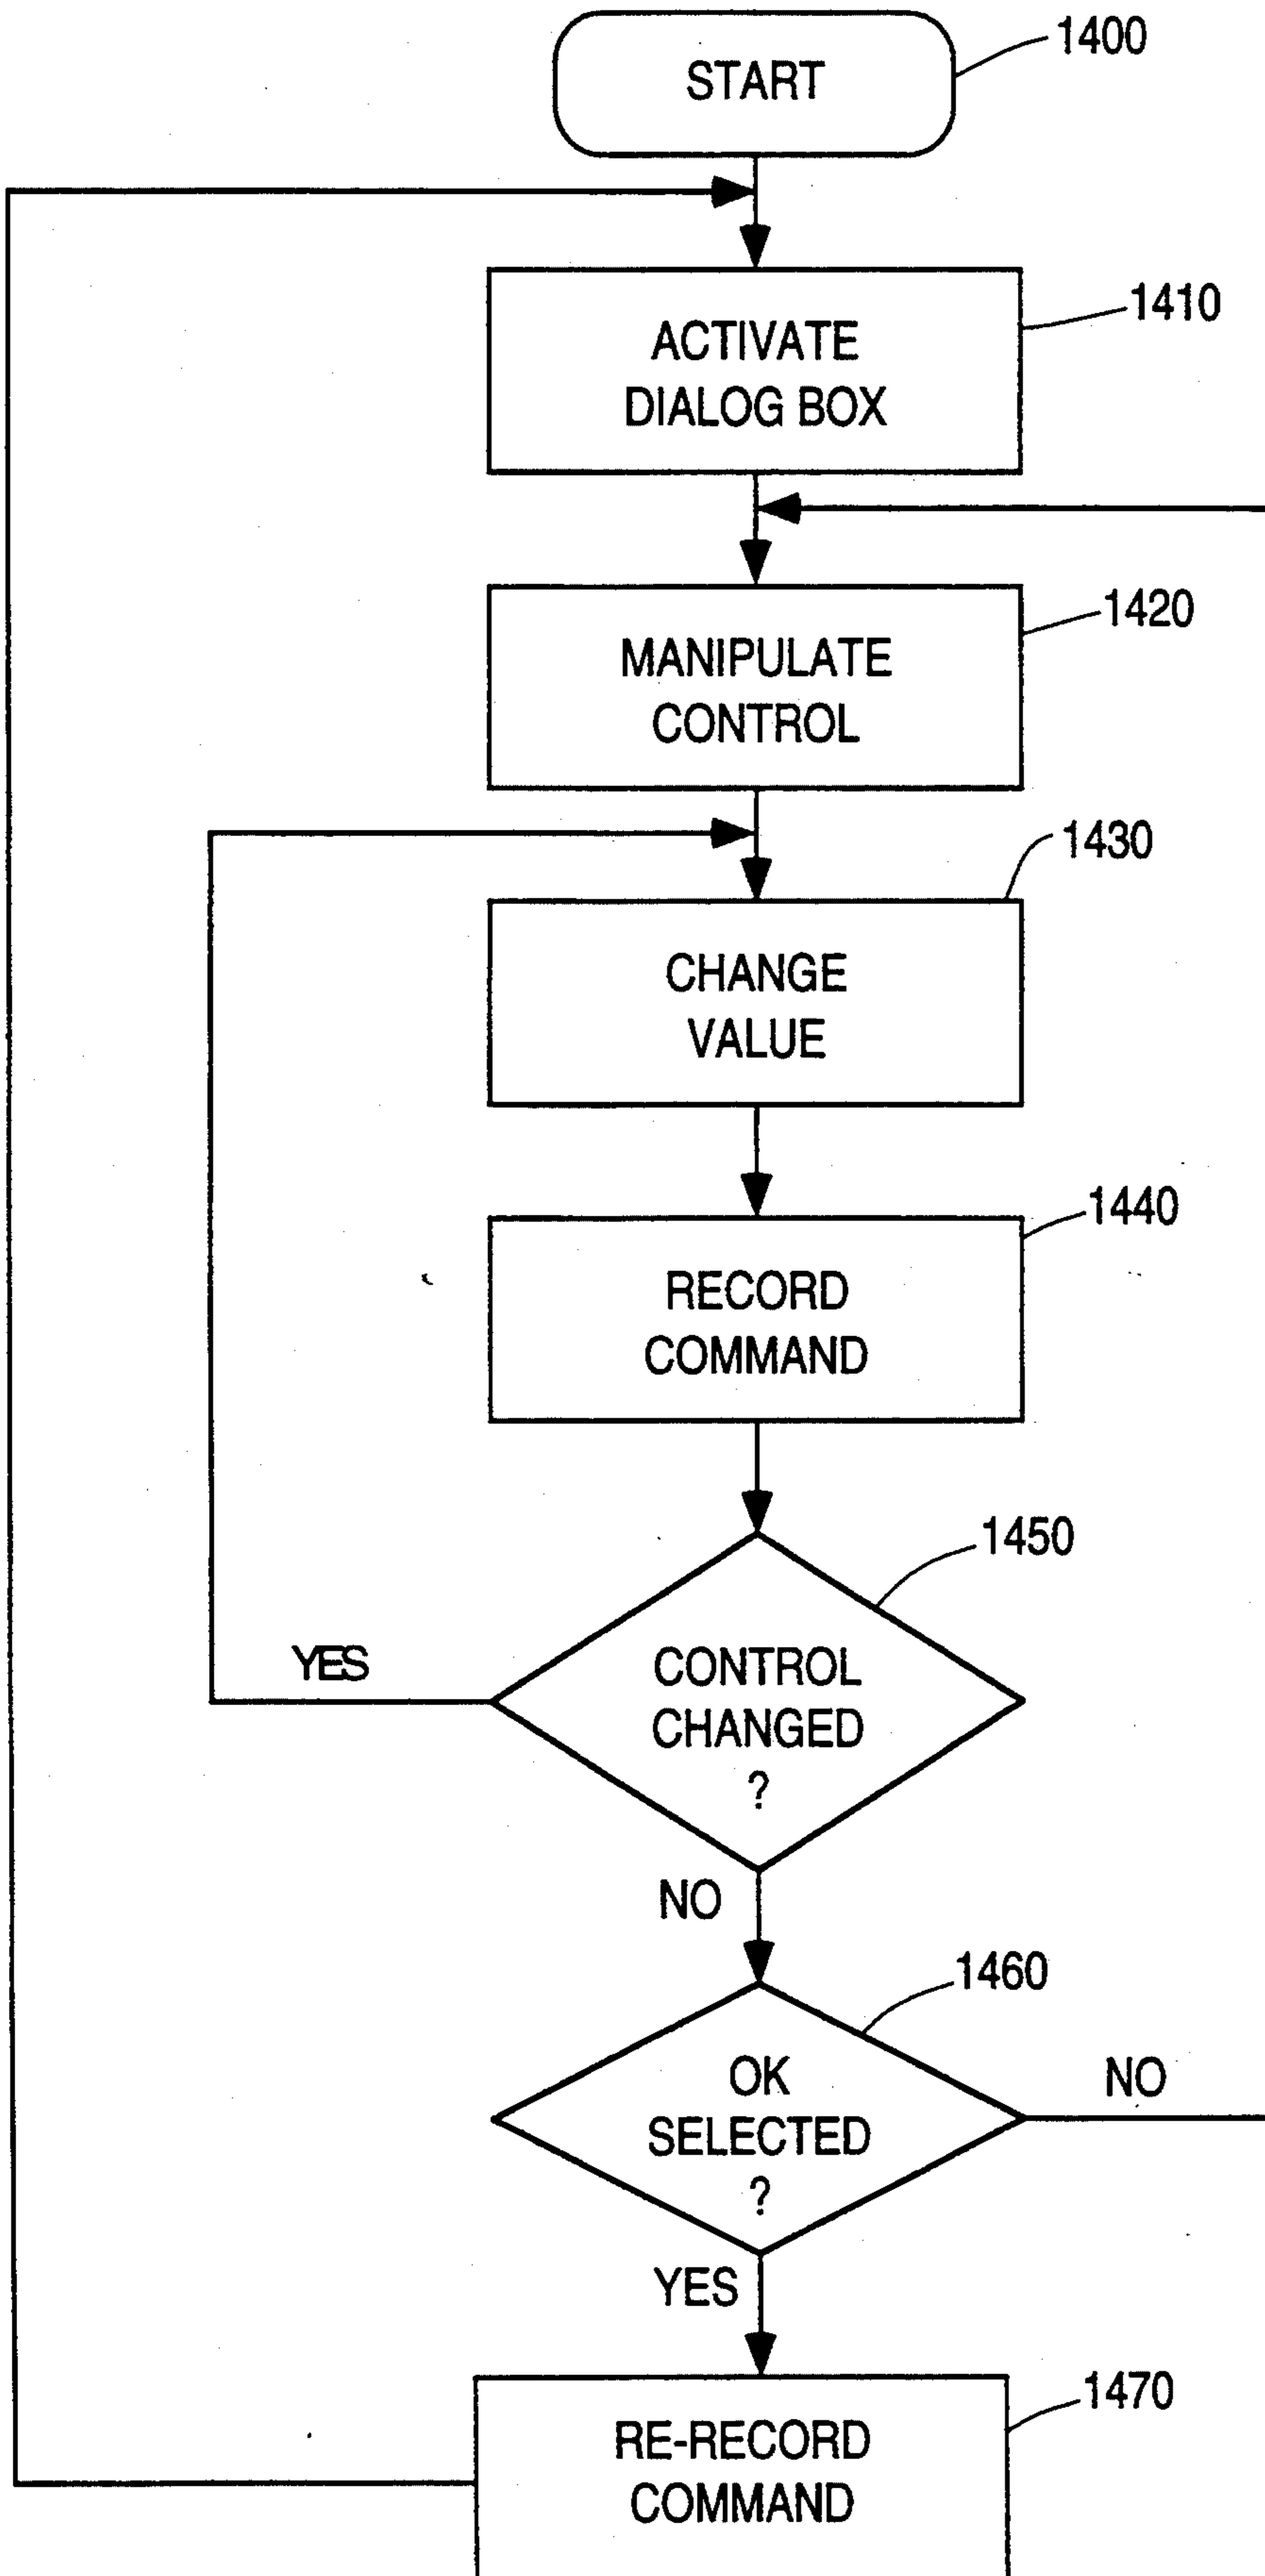 START
1400
ACTIVATE
DIALOG BOX
1410
MANIPULATE
CONTROL
1420
CHANGE
VALUE
1430
RECORD
COMMAND
1440
CONTROL
CHANGED
?
1450
YES
NO
OK
SELECTED
?
1460
NO
YES
RE-RECORD
COMMAND
1470